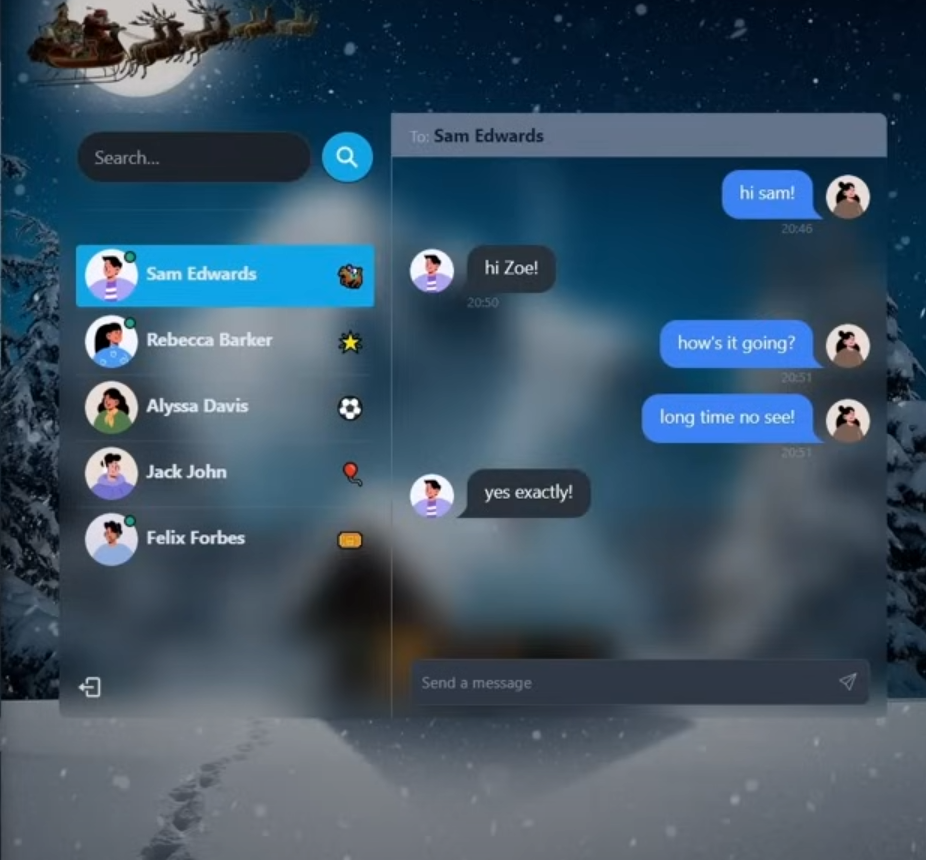 Search...
Sam Edwards
Rebecca Barker
Alyssa Davis
Jack John
Felix Forbes
To: Sam Edwards
hi sam!
20:46
hi Zoe!
20:50
how's it going?
20:51
long time no see!
20:51
yes exactly!
Send a message